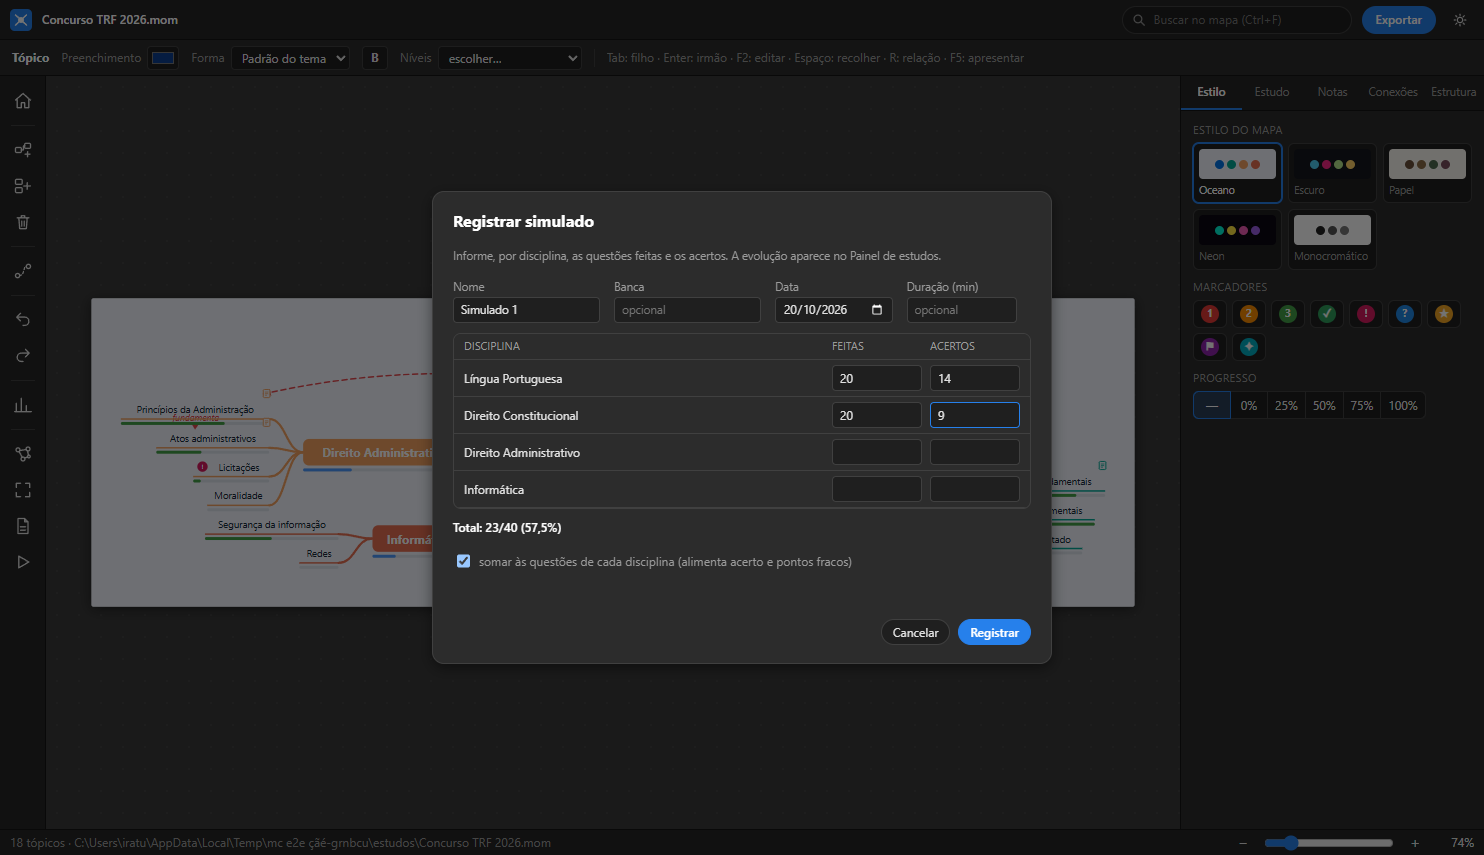 Concurso TRF 2026.mom
Buscar no mapa (Ctrl+F)
Exportar
Tópico
Preenchimento
Forma
Padrão do tema
B
Níveis
escolher...
Tab: filho · Enter: irmão · F2: editar · Espaço: recolher · R: relação · F5: apresentar
Estilo
Estudo
Notas
Conexões
Estrutura
ESTILO DO MAPA
Oceano
Escuro
Papel
Neon
Monocromático
MARCADORES
1
2
3
✓
!
?
★
PROGRESSO
—
0%
25%
50%
75%
100%
Princípios da Administração
fundamenta
Atos administrativos
! Licitações
Moralidade
Direito Administrati
Segurança da informação
Redes
Informá
lamentais
mentais
tado
Registrar simulado
Informe, por disciplina, as questões feitas e os acertos. A evolução aparece no Painel de estudos.
Nome
Banca
Data
Duração (min)
Simulado 1
opcional
20/10/2026
opcional
DISCIPLINA
FEITAS
ACERTOS
Língua Portuguesa
20
14
Direito Constitucional
20
9
Direito Administrativo
Informática
Total: 23/40 (57,5%)
somar às questões de cada disciplina (alimenta acerto e pontos fracos)
Cancelar
Registrar
18 tópicos · C:\Users\iratu\AppData\Local\Temp\mc e2e çãé-grnbcu\estudos\Concurso TRF 2026.mom
−
+
74%